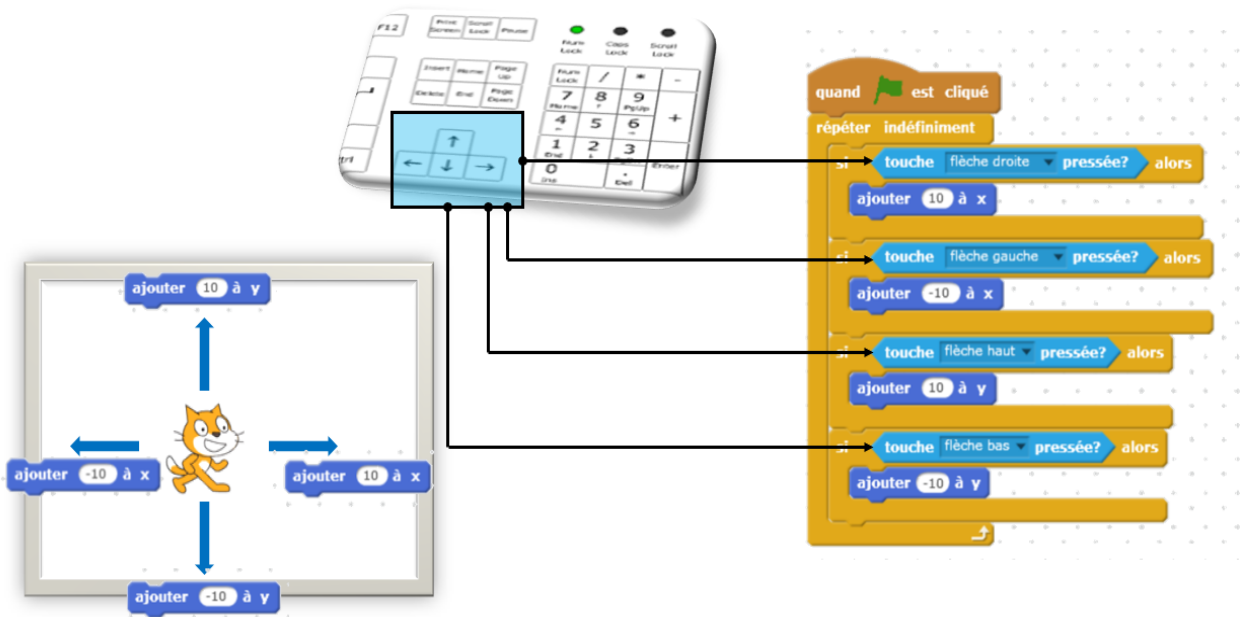 F12
Print Screen
Scroll Lock
Pause
Num Lock
Caps Lock
Scroll Lock
Insert
Home
Page Up
Delete
End
Page Down
Num Lock
/
*
-
7
Home
8
9
PgUp
+
4
5
6
1
End
2
3
Enter
0
Ins
.
Del
trl
↑
← ↓ →
ajouter 10 à y
ajouter -10 à x
ajouter 10 à x
ajouter -10 à y
quand est cliqué
répéter indéfiniment
si touche flèche droite pressée? alors
ajouter 10 à x
si touche flèche gauche pressée? alors
ajouter -10 à x
si touche flèche haut pressée? alors
ajouter 10 à y
si touche flèche bas pressée? alors
ajouter -10 à y